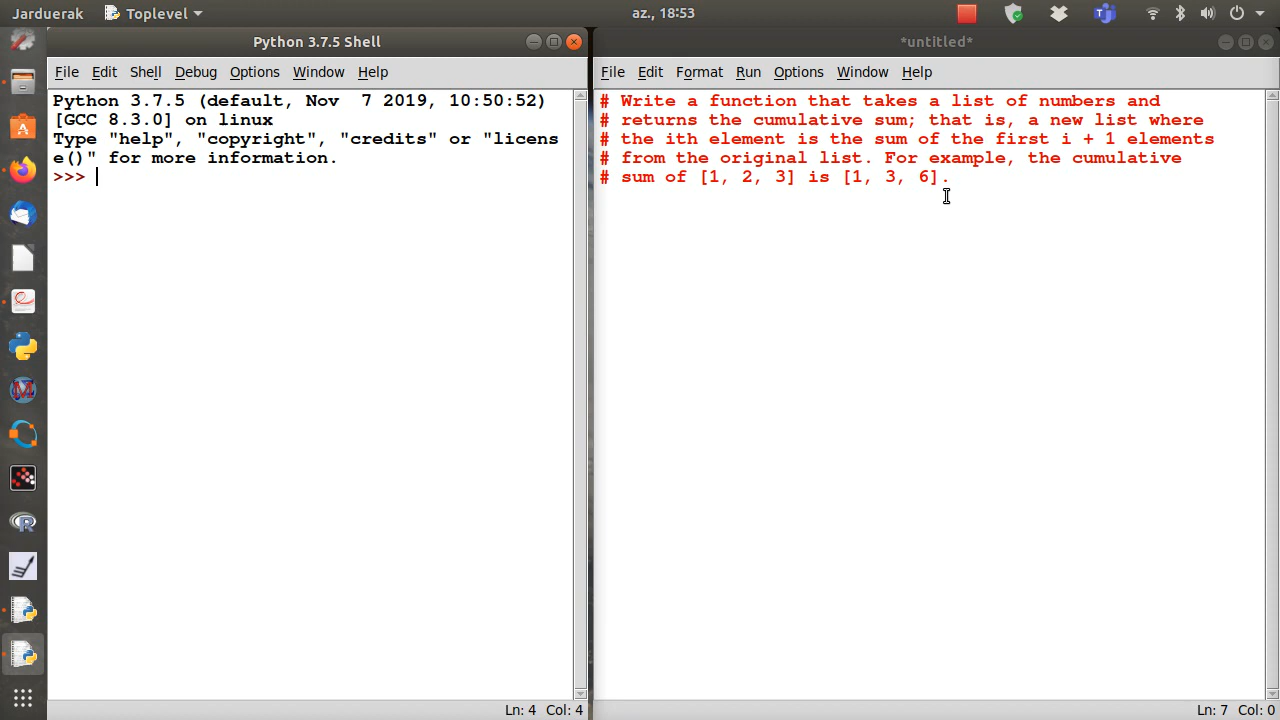 Jarduerak
Toplevel
az., 18:53
Python 3.7.5 Shell
File Edit Shell Debug Options Window Help
Python 3.7.5 (default, Nov  7 2019, 10:50:52)
[GCC 8.3.0] on linux
Type "help", "copyright", "credits" or "licens
e()" for more information.
>>>
Ln: 4 Col: 4
*untitled*
File Edit Format Run Options Window Help
# Write a function that takes a list of numbers and
# returns the cumulative sum; that is, a new list where
# the ith element is the sum of the first i + 1 elements
# from the original list. For example, the cumulative
# sum of [1, 2, 3] is [1, 3, 6].
Ln: 7 Col: 0